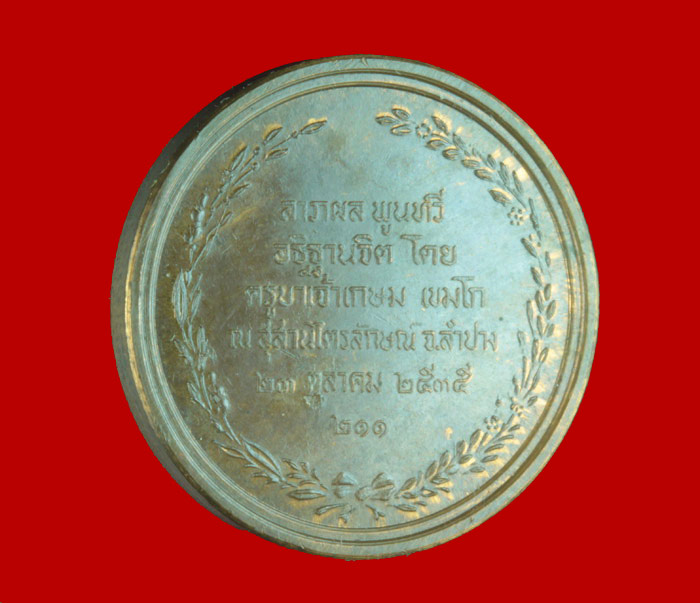 ลาภผล พูนทวี
อธิฐานจิต โดย
ครูบาเจ้าเกษม เขมโก
ณ สุสานไตรลักษณ์ จ.ลำปาง
๒๓ ตุลาคม ๒๕๓๕
๒๑๑